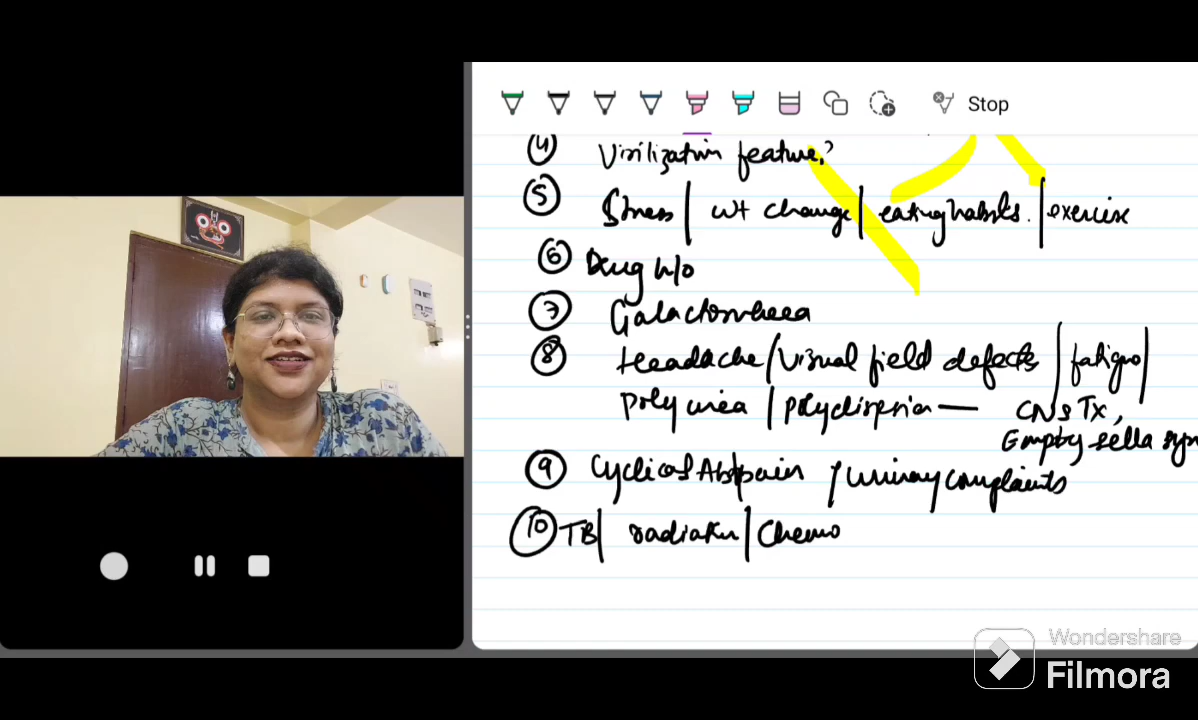 Stop
④ Virilization features?
⑤ Stress | wt change | eating habits. | exercise
⑥ Drug h/o
⑦ Galactorrhea
⑧ Headache / Visual field defects | fatigue |
polyurea | polydipsia — CNS Tx,
Empty sella syn
⑨ Cyclical Abd pain / Urinary complaints
⑩ TB | radiation | Chemo
Wondershare
Filmora